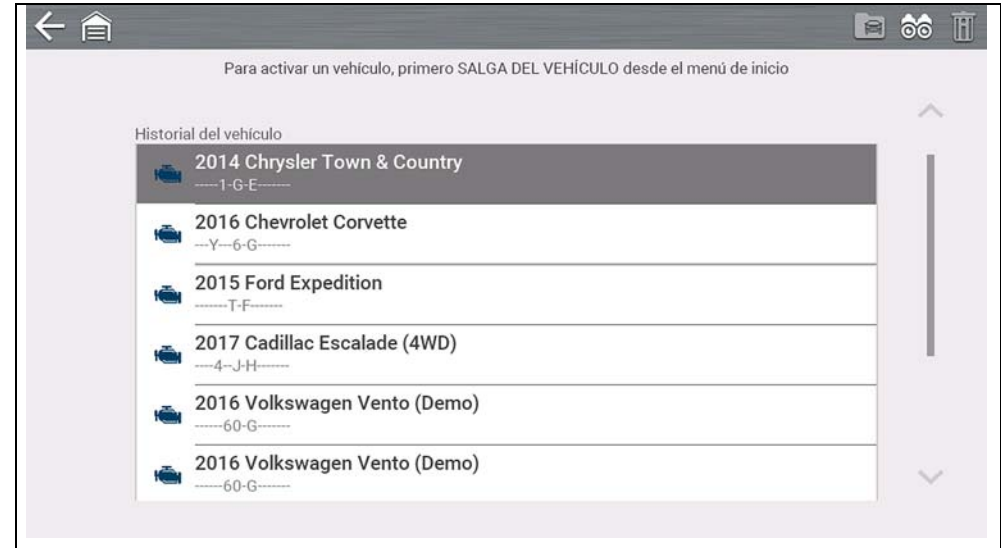 Para activar un vehículo, primero SALGA DEL VEHÍCULO desde el menú de inicio
Historial del vehículo
2014 Chrysler Town & Country
-----1-G-E-------
2016 Chevrolet Corvette
---Y---6-G-------
2015 Ford Expedition
-------T-F-------
2017 Cadillac Escalade (4WD)
----4--J-H-------
2016 Volkswagen Vento (Demo)
------60-G-------
2016 Volkswagen Vento (Demo)
------60-G-------